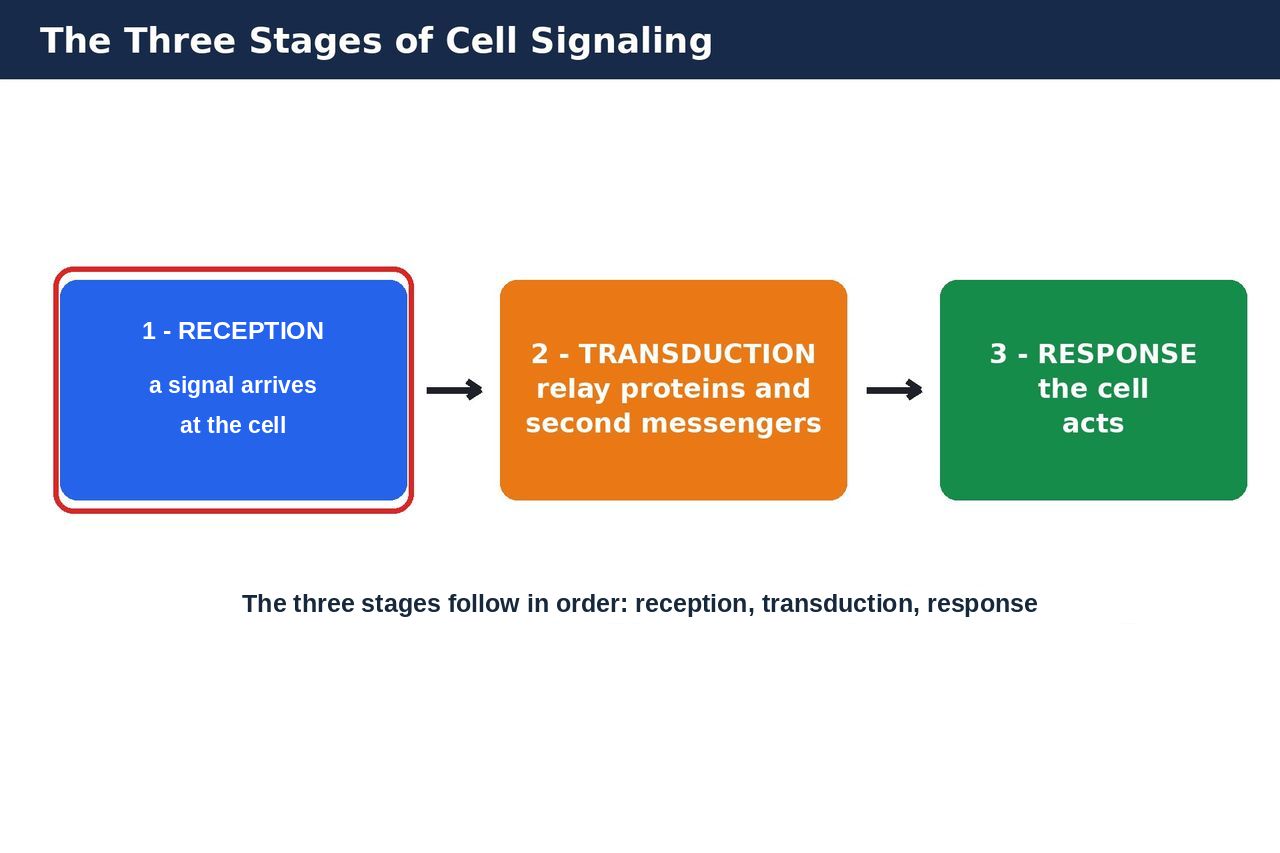 The Three Stages of Cell Signaling
1 - RECEPTION
a signal arrives
at the cell
2 - TRANSDUCTION
relay proteins and
second messengers
3 - RESPONSE
the cell
acts
The three stages follow in order: reception, transduction, response